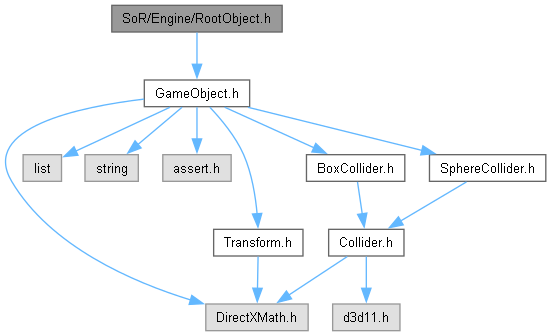 SoR/Engine/RootObject.h
GameObject.h
list
string
assert.h
BoxCollider.h
SphereCollider.h
Transform.h
Collider.h
DirectXMath.h
d3d11.h